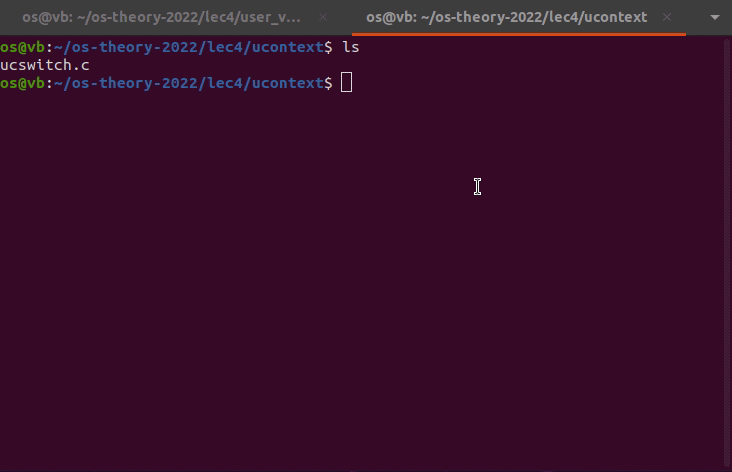 os@vb: ~/os-theory-2022/lec4/user_v... × os@vb: ~/os-theory-2022/lec4/ucontext ×
os@vb:~/os-theory-2022/lec4/ucontext$ ls
ucswitch.c
os@vb:~/os-theory-2022/lec4/ucontext$